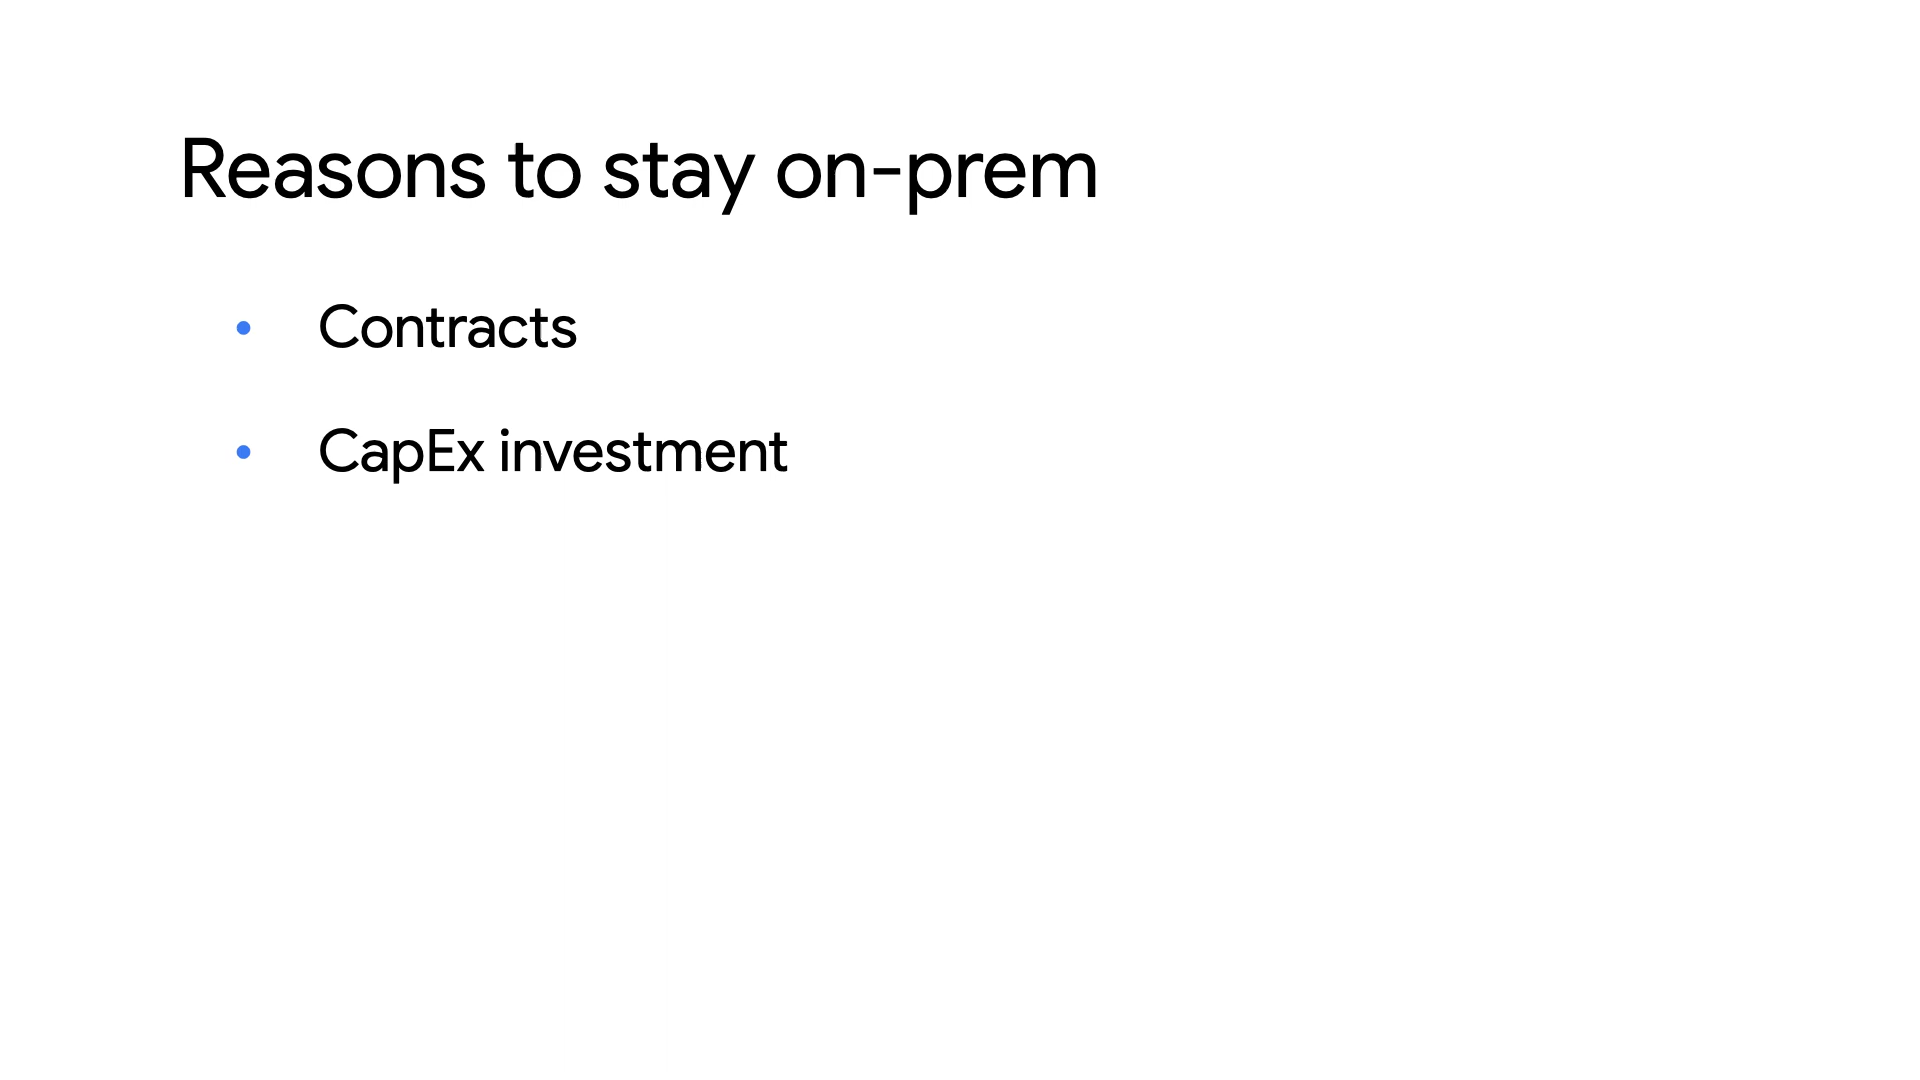 Reasons to stay on-prem
• Contracts
• CapEx investment